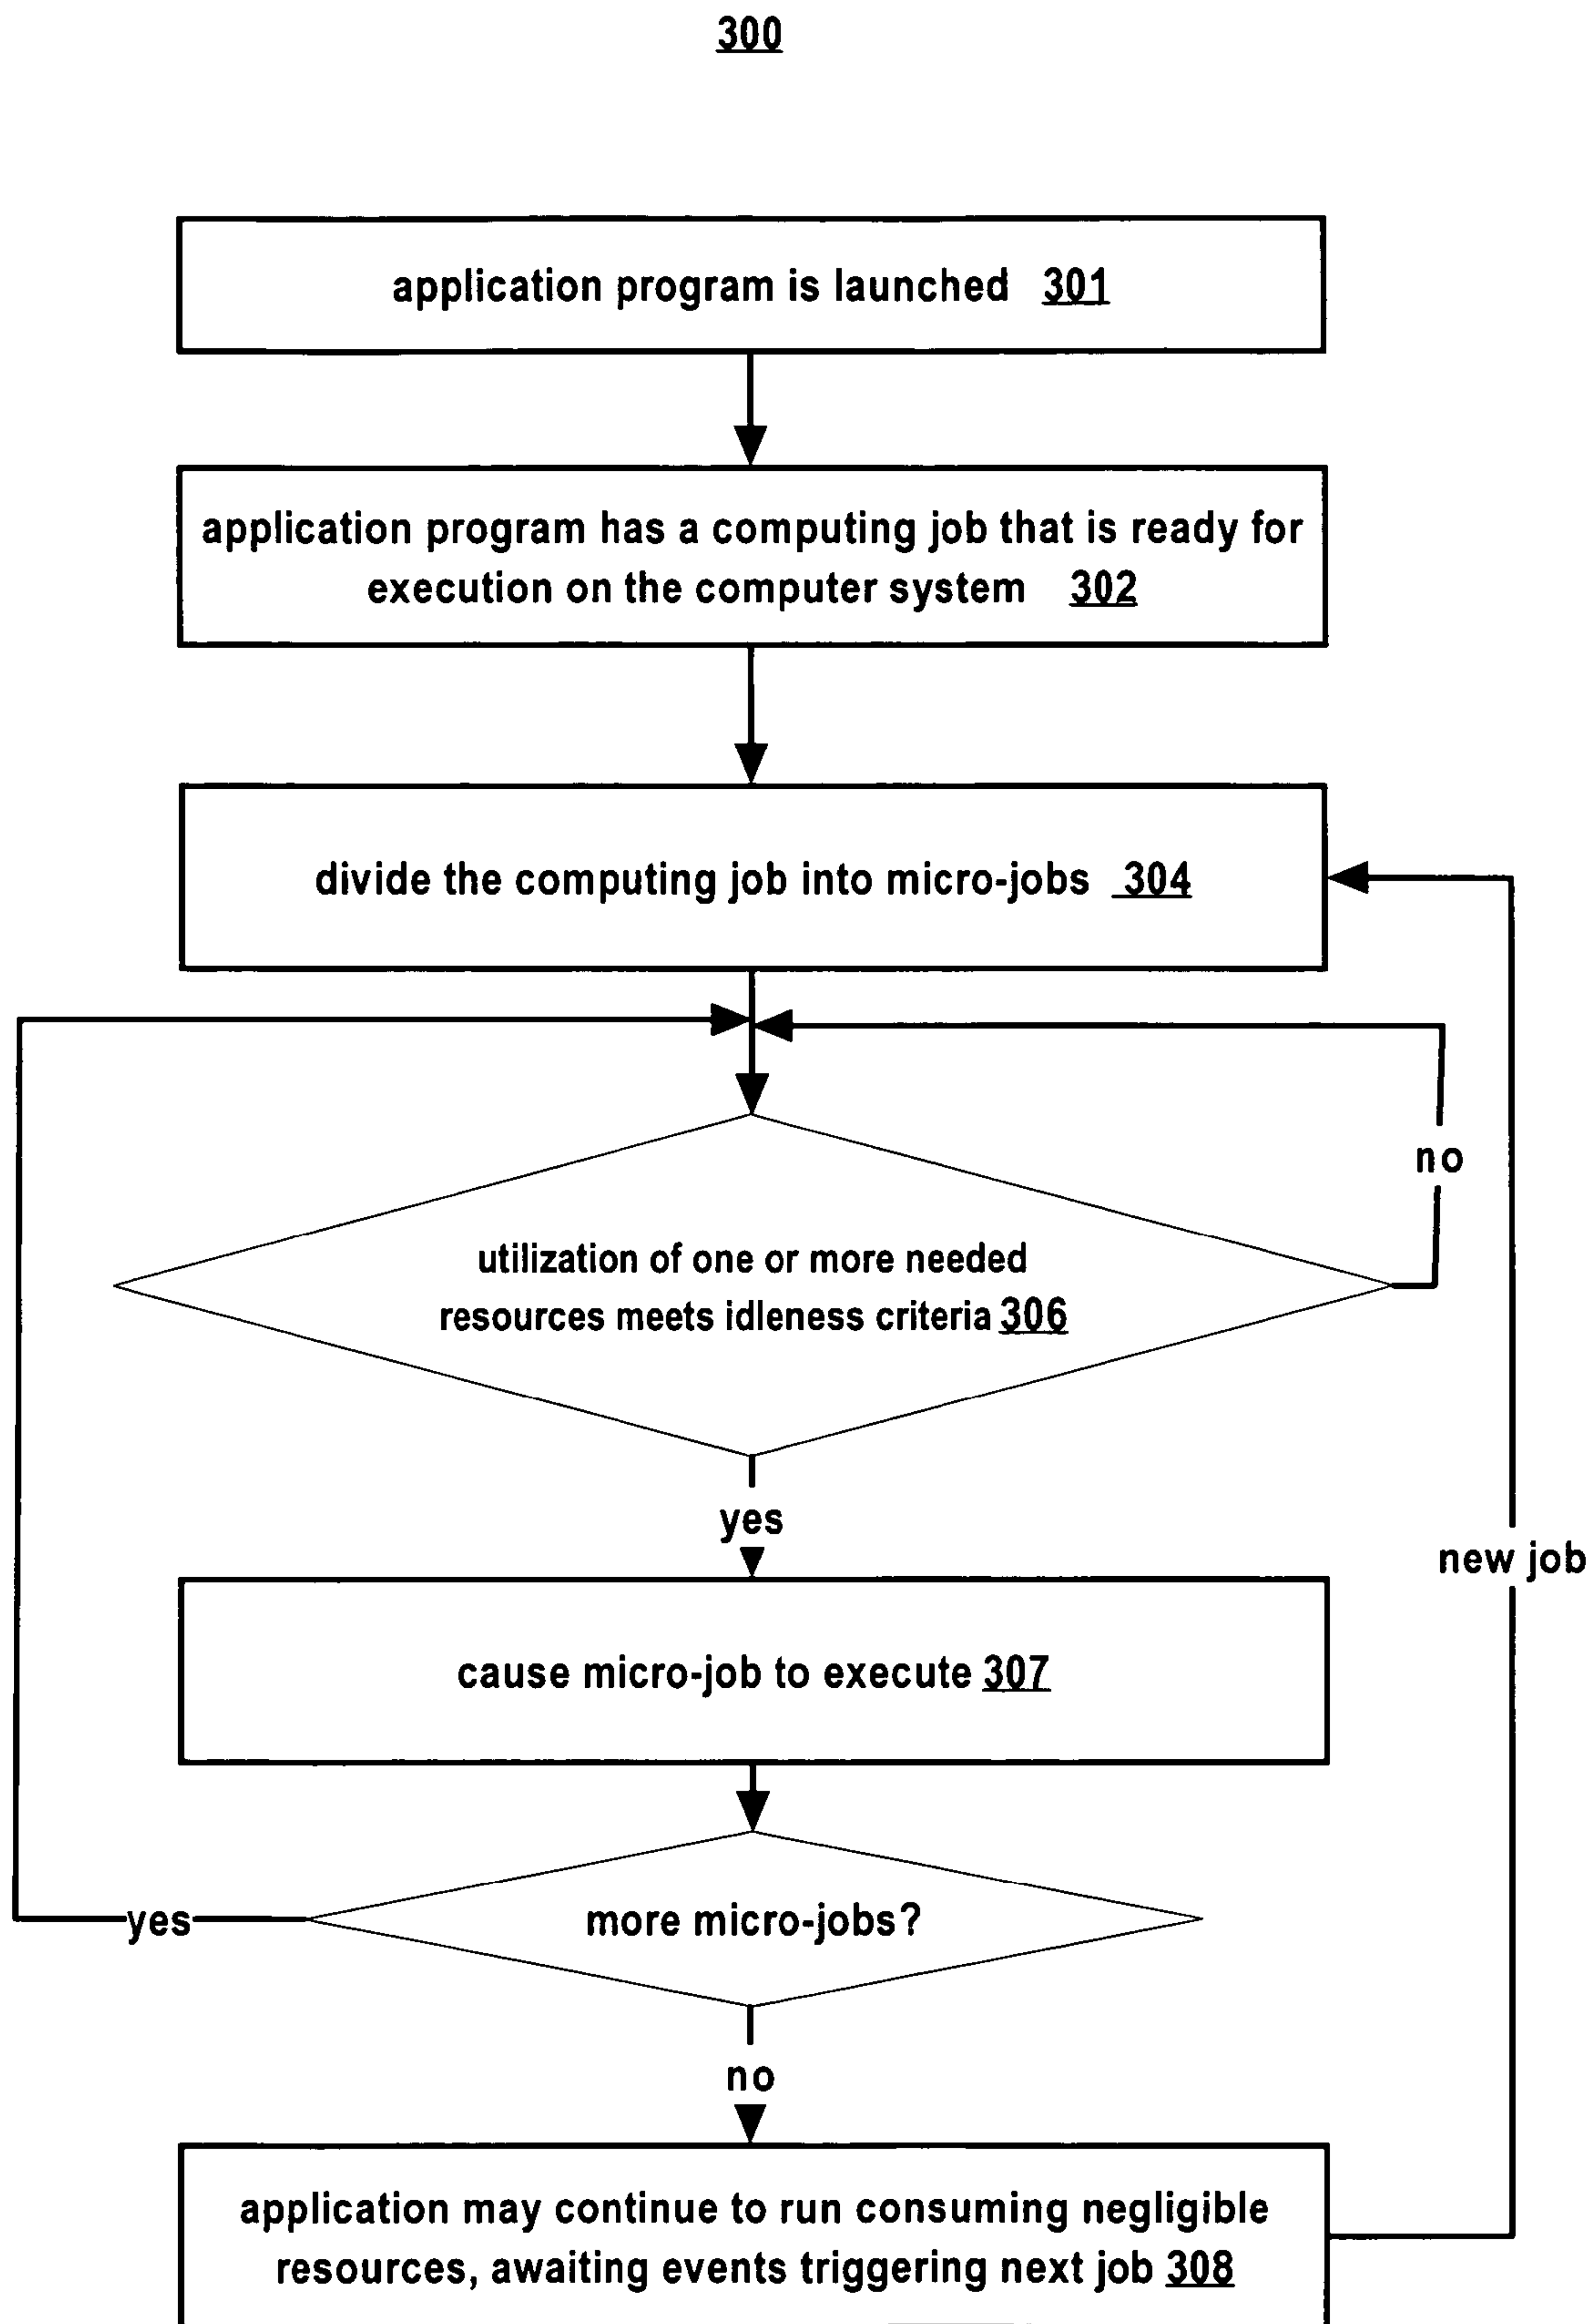 300
application program is launched 301
application program has a computing job that is ready for
execution on the computer system 302
divide the computing job into micro-jobs 304
no
utilization of one or more needed
resources meets idleness criteria 306
yes
new job
cause micro-job to execute 307
more micro-jobs?
yes
no
application may continue to run consuming negligible
resources, awaiting events triggering next job 308